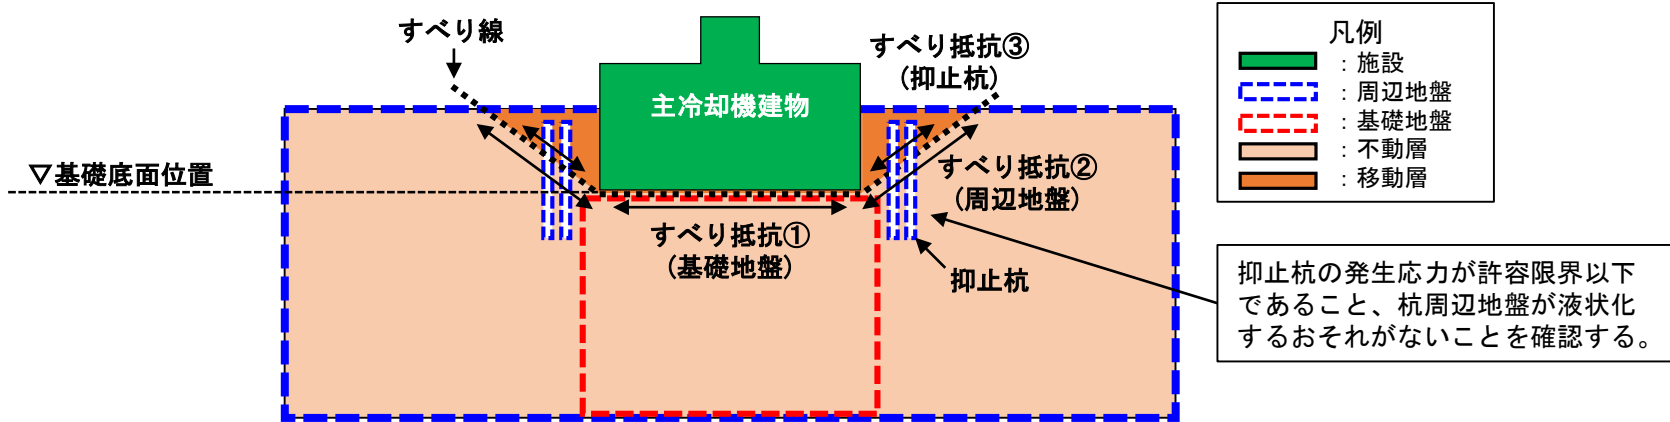 すべり線
主冷却機建物
すべり抵抗③
(抑止杭)
▽基礎底面位置
すべり抵抗②
(周辺地盤)
すべり抵抗①
(基礎地盤)
抑止杭
凡例
：施設
：周辺地盤
：基礎地盤
：不動層
：移動層
抑止杭の発生応力が許容限界以下
であること、杭周辺地盤が液状化
するおそれがないことを確認する。